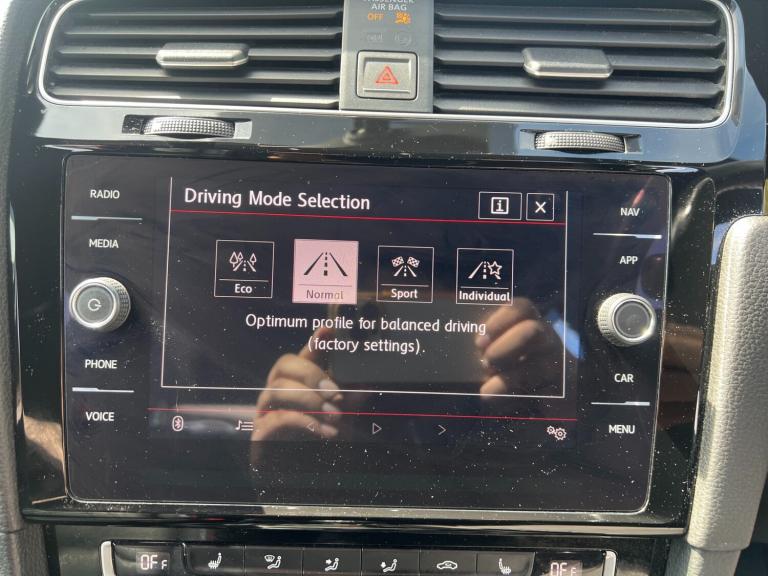 PASSENGER
AIR BAG
OFF
RADIO
MEDIA
PHONE
VOICE
Driving Mode Selection
i X
Eco
Normal
Sport
Individual
Optimum profile for balanced driving
(factory settings).
NAV
APP
CAR
MENU
OFF
OFF